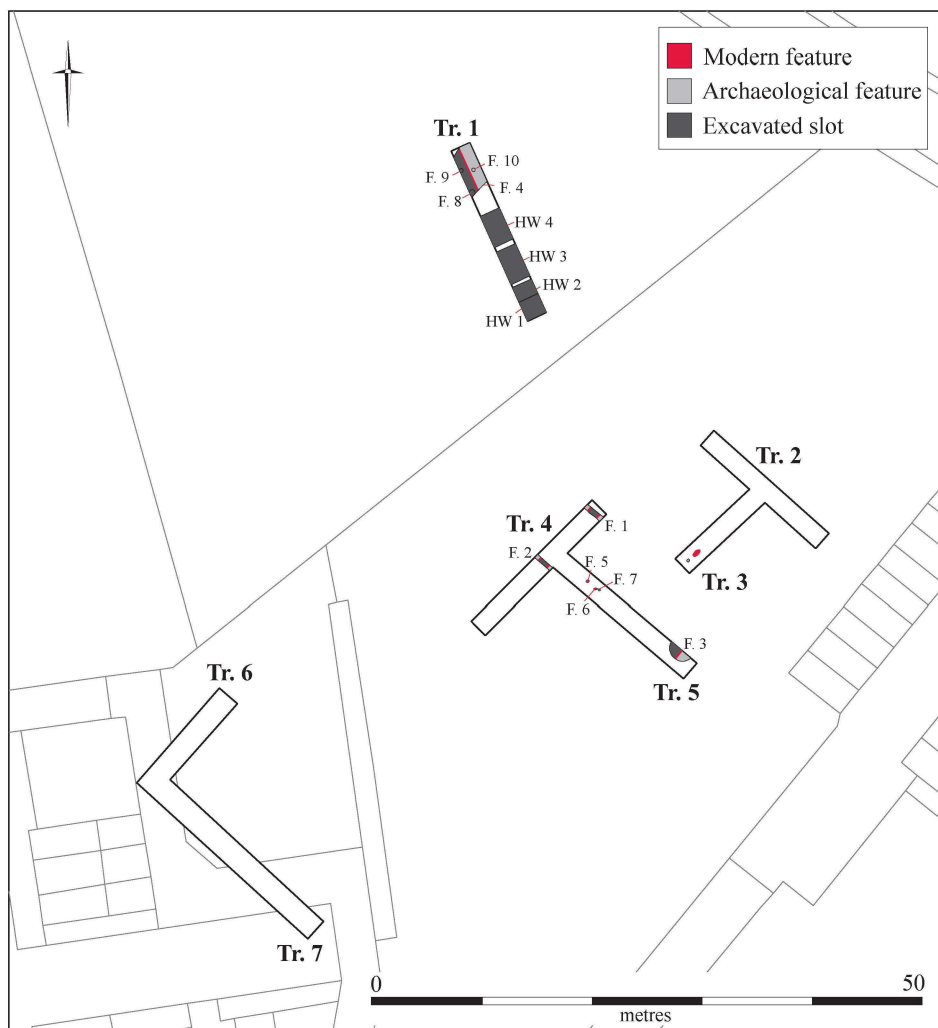 Modern feature
Archaeological feature
Excavated slot
Tr. 1
F. 10
F. 9
F. 4
F. 8
HW 4
HW 3
HW 2
HW 1
Tr. 2
Tr. 4
F. 1
F. 2
F. 5
F. 7
Tr. 3
F. 6
F. 3
Tr. 6
Tr. 5
Tr. 7
0
50
metres